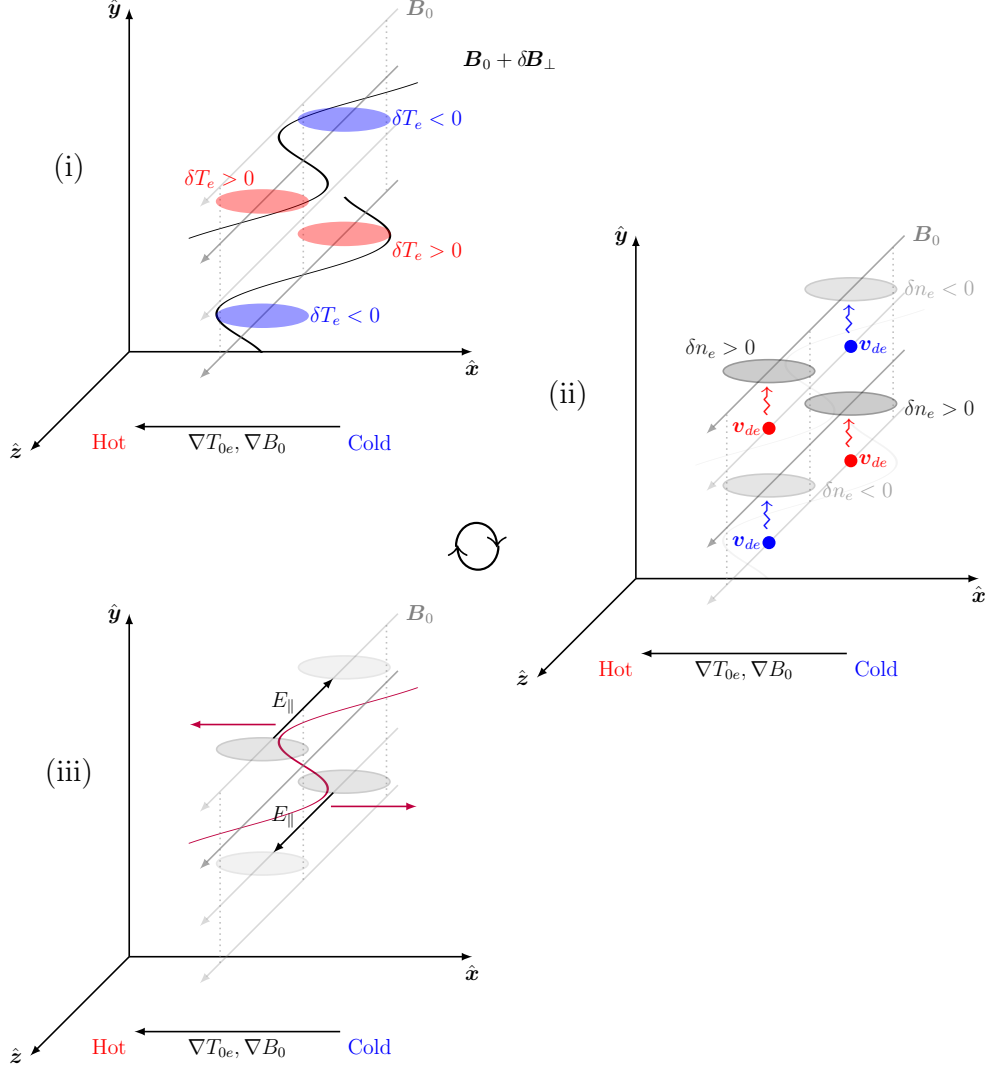 ŷ
B₀
B₀ + δB⊥
δTₑ < 0
(i)
δTₑ > 0
δTₑ > 0
δTₑ < 0
x̂
ẑ
Hot
∇T₀ₑ, ∇B₀
Cold
ŷ
B₀
δnₑ < 0
δnₑ > 0
v_de
(ii)
δnₑ > 0
v_de
v_de
δnₑ < 0
v_de
x̂
ẑ
Hot
∇T₀ₑ, ∇B₀
Cold
ŷ
B₀
E∥
(iii)
E∥
x̂
ẑ
Hot
∇T₀ₑ, ∇B₀
Cold